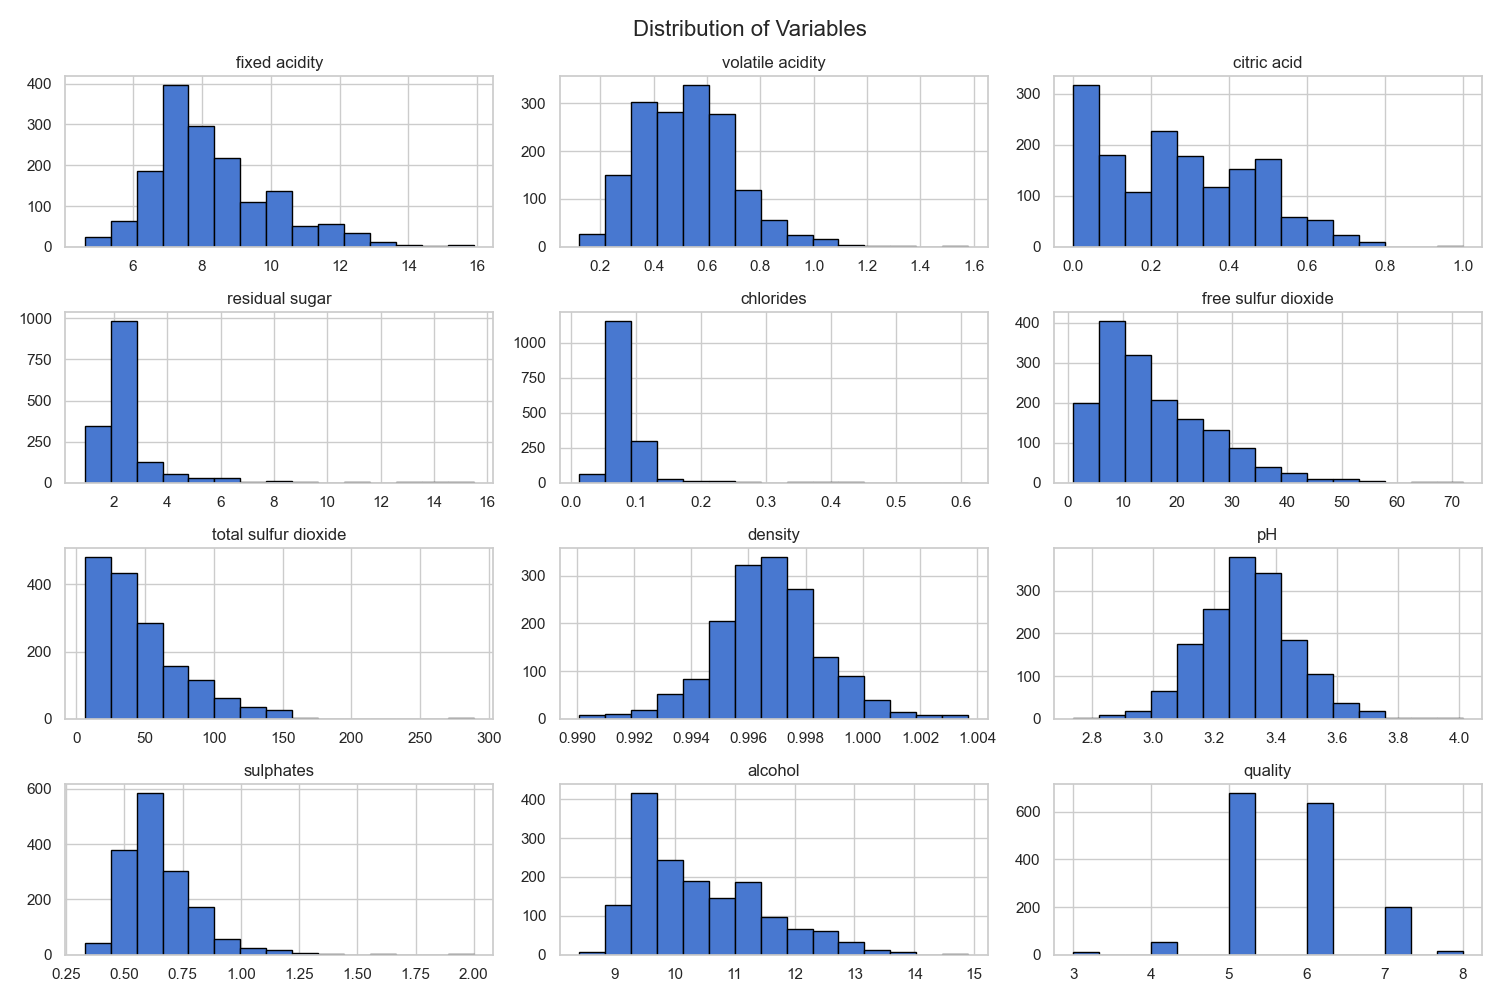 Distribution of Variables
fixed acidity
400
300
200
100
0
6 8 10 12 14 16
volatile acidity
300
200
100
0
0.2 0.4 0.6 0.8 1.0 1.2 1.4 1.6
citric acid
300
200
100
0
0.0 0.2 0.4 0.6 0.8 1.0
residual sugar
1000
750
500
250
0
2 4 6 8 10 12 14 16
chlorides
1000
750
500
250
0
0.0 0.1 0.2 0.3 0.4 0.5 0.6
free sulfur dioxide
400
300
200
100
0
0 10 20 30 40 50 60 70
total sulfur dioxide
400
200
0
0 50 100 150 200 250 300
density
300
200
100
0
0.990 0.992 0.994 0.996 0.998 1.000 1.002 1.004
pH
300
200
100
0
2.8 3.0 3.2 3.4 3.6 3.8 4.0
sulphates
600
400
200
0
0.25 0.50 0.75 1.00 1.25 1.50 1.75 2.00
alcohol
400
300
200
100
0
9 10 11 12 13 14 15
quality
600
400
200
0
3 4 5 6 7 8